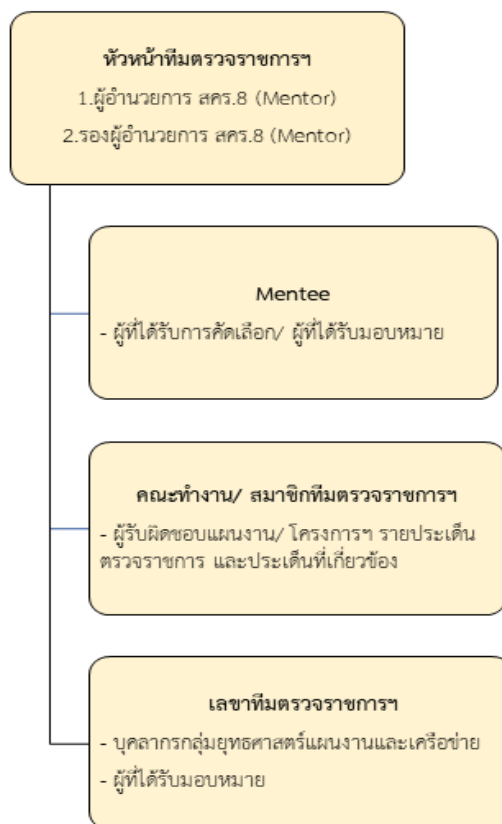 หัวหน้าทีมตรวจราชการฯ
1.ผู้อำนวยการ สคร.8 (Mentor)
2.รองผู้อำนวยการ สคร.8 (Mentor)
Mentee
- ผู้ที่ได้รับการคัดเลือก/ ผู้ที่ได้รับมอบหมาย
คณะทำงาน/ สมาชิกทีมตรวจราชการฯ
- ผู้รับผิดชอบแผนงาน/ โครงการฯ รายประเด็น
ตรวจราชการ และประเด็นที่เกี่ยวข้อง
เลขาทีมตรวจราชการฯ
- บุคลากรกลุ่มยุทธศาสตร์แผนงานและเครือข่าย
- ผู้ที่ได้รับมอบหมาย